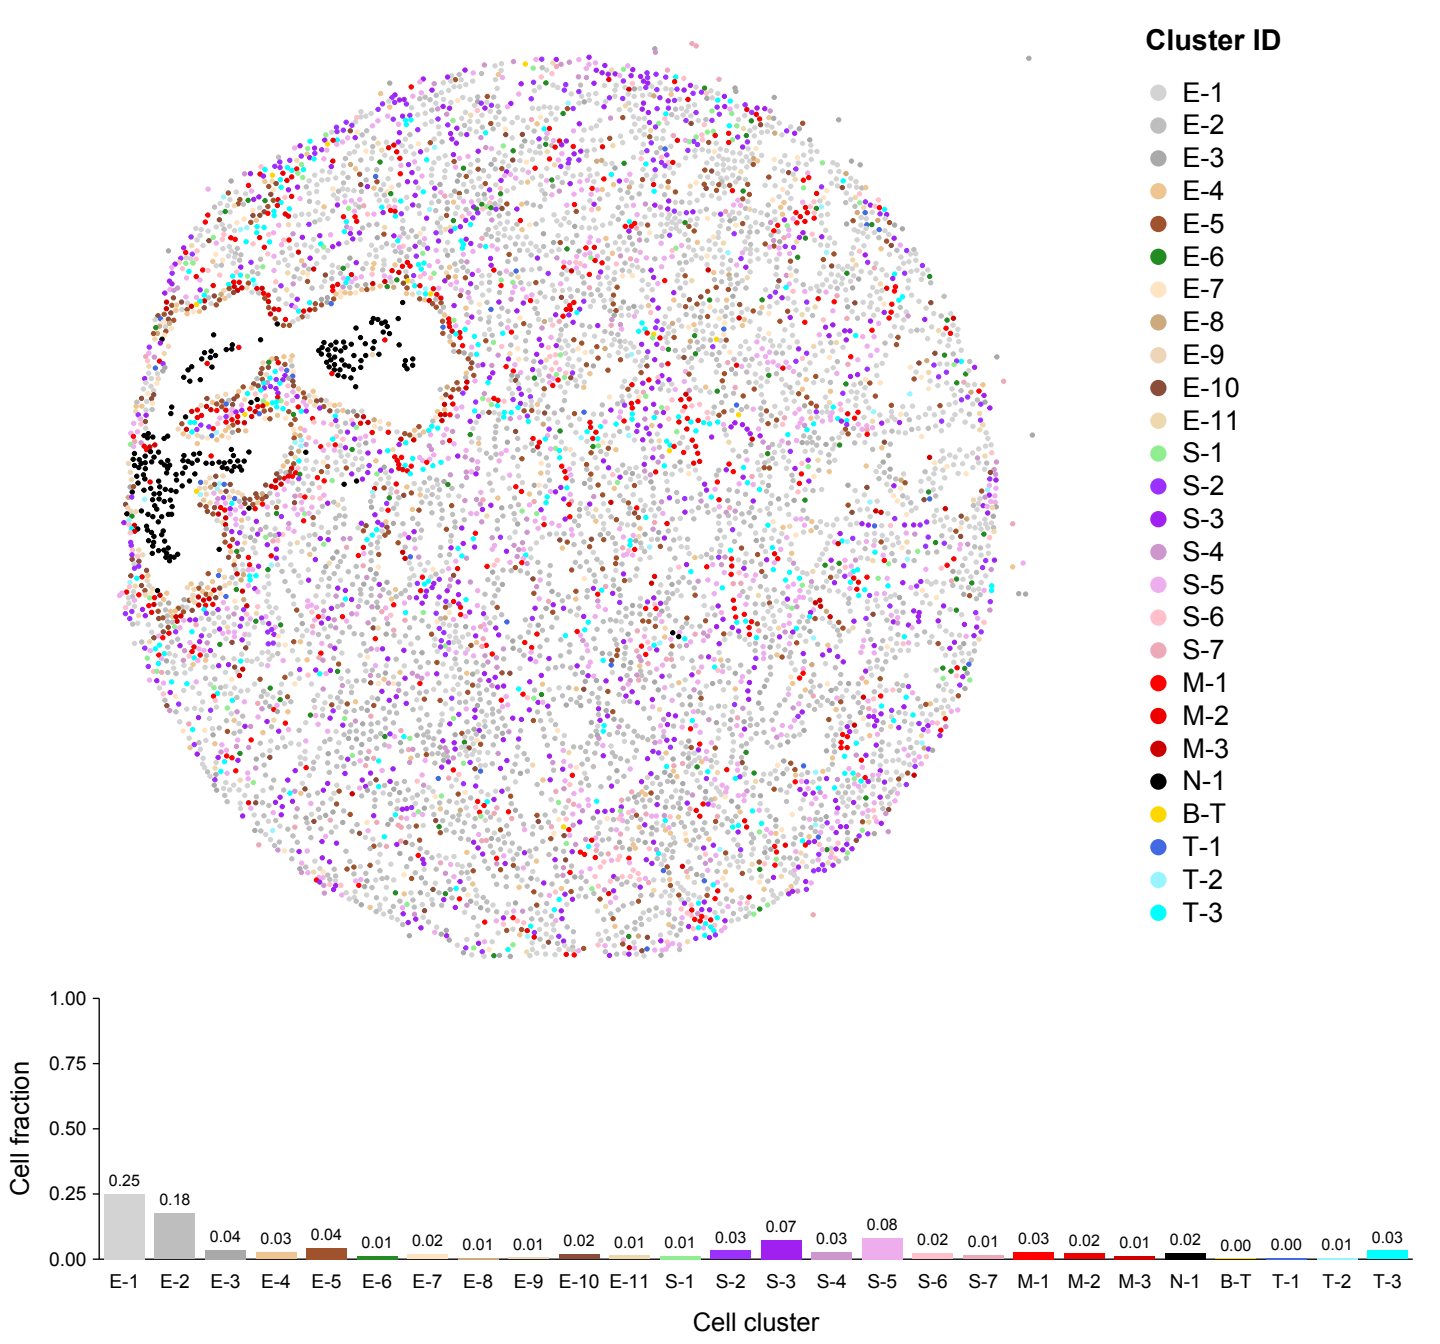 Cluster ID
E-1
E-2
E-3
E-4
E-5
E-6
E-7
E-8
E-9
E-10
E-11
S-1
S-2
S-3
S-4
S-5
S-6
S-7
M-1
M-2
M-3
N-1
B-T
T-1
T-2
T-3
1.00
0.75
0.50
0.25
0.00
Cell fraction
0.25 0.18 0.04 0.03 0.04 0.01 0.02 0.01 0.01 0.02 0.01 0.01 0.03 0.07 0.03 0.08 0.02 0.01 0.03 0.02 0.01 0.02 0.00 0.00 0.01 0.03
E-1 E-2 E-3 E-4 E-5 E-6 E-7 E-8 E-9 E-10 E-11 S-1 S-2 S-3 S-4 S-5 S-6 S-7 M-1 M-2 M-3 N-1 B-T T-1 T-2 T-3
Cell cluster